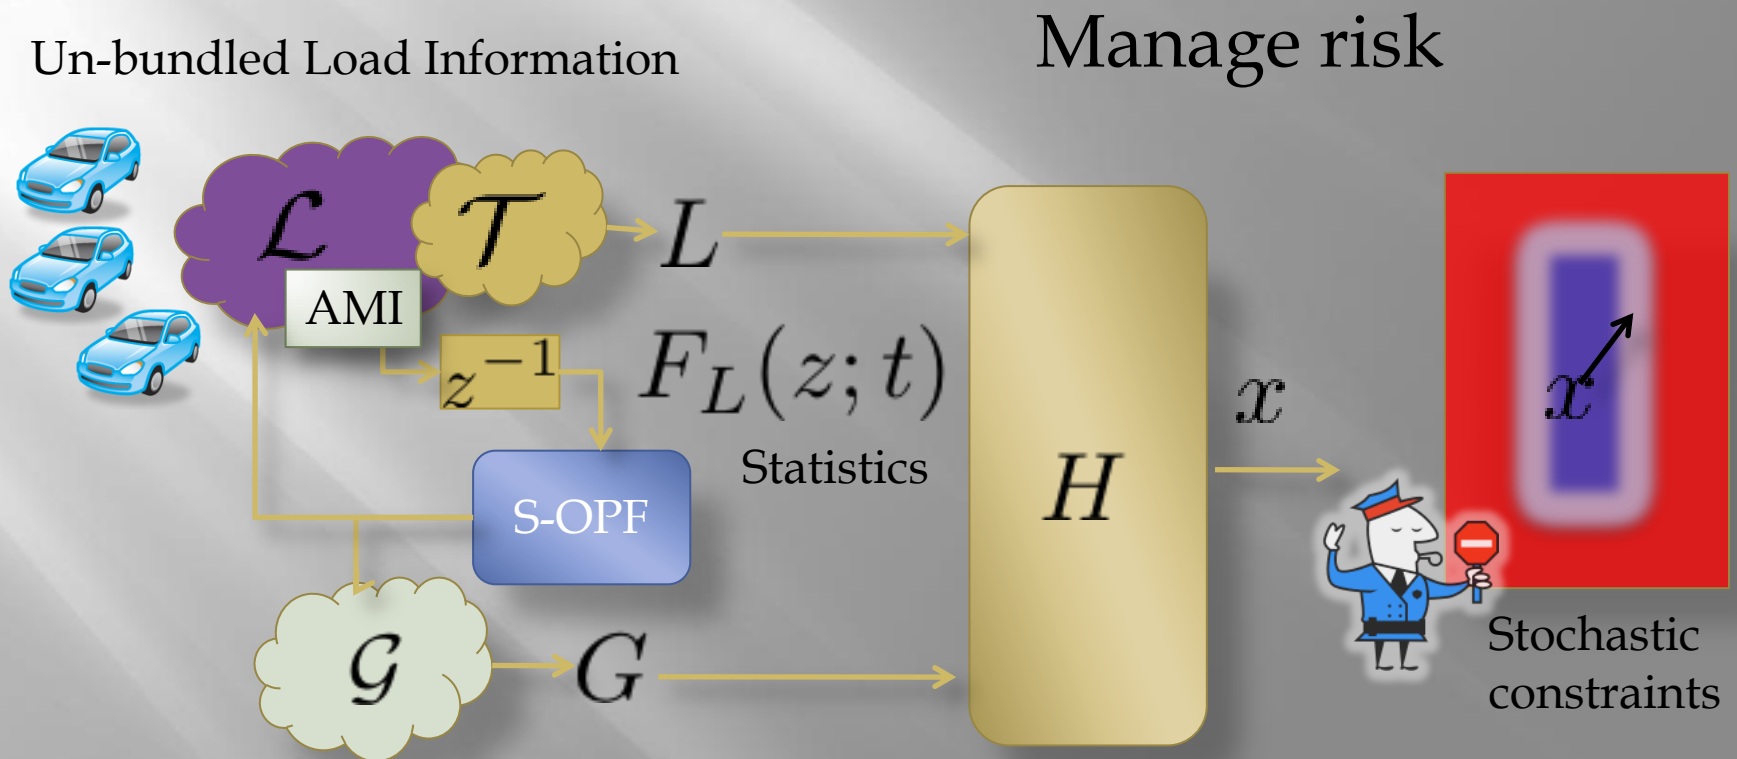 Manage risk
Un-bundled Load Information
ℒ
𝒯
L
AMI
z⁻¹
F_L(z; t)
Statistics
x
x
S-OPF
H
𝒢
G
Stochastic
constraints